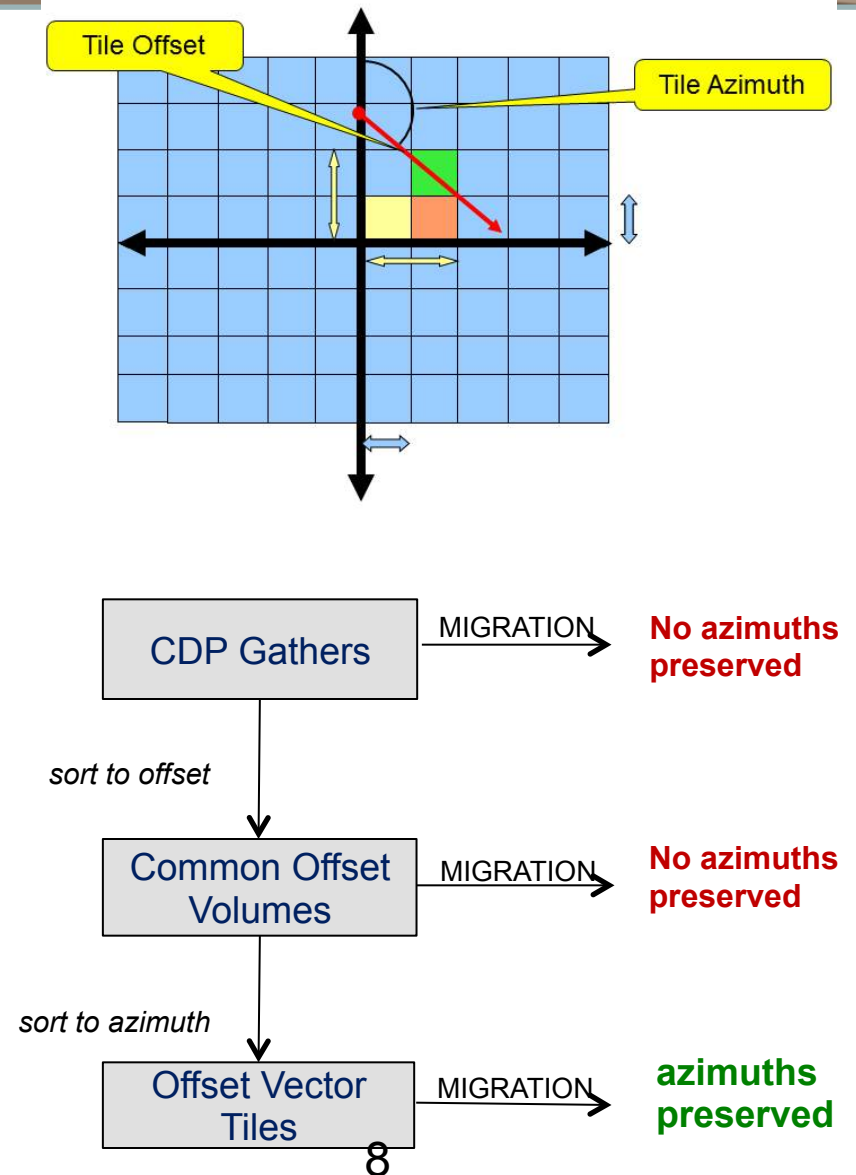 Tile Offset
Tile Azimuth
CDP Gathers
MIGRATION
No azimuths
preserved
sort to offset
Common Offset
Volumes
MIGRATION
No azimuths
preserved
sort to azimuth
Offset Vector
Tiles
MIGRATION
azimuths
preserved
8